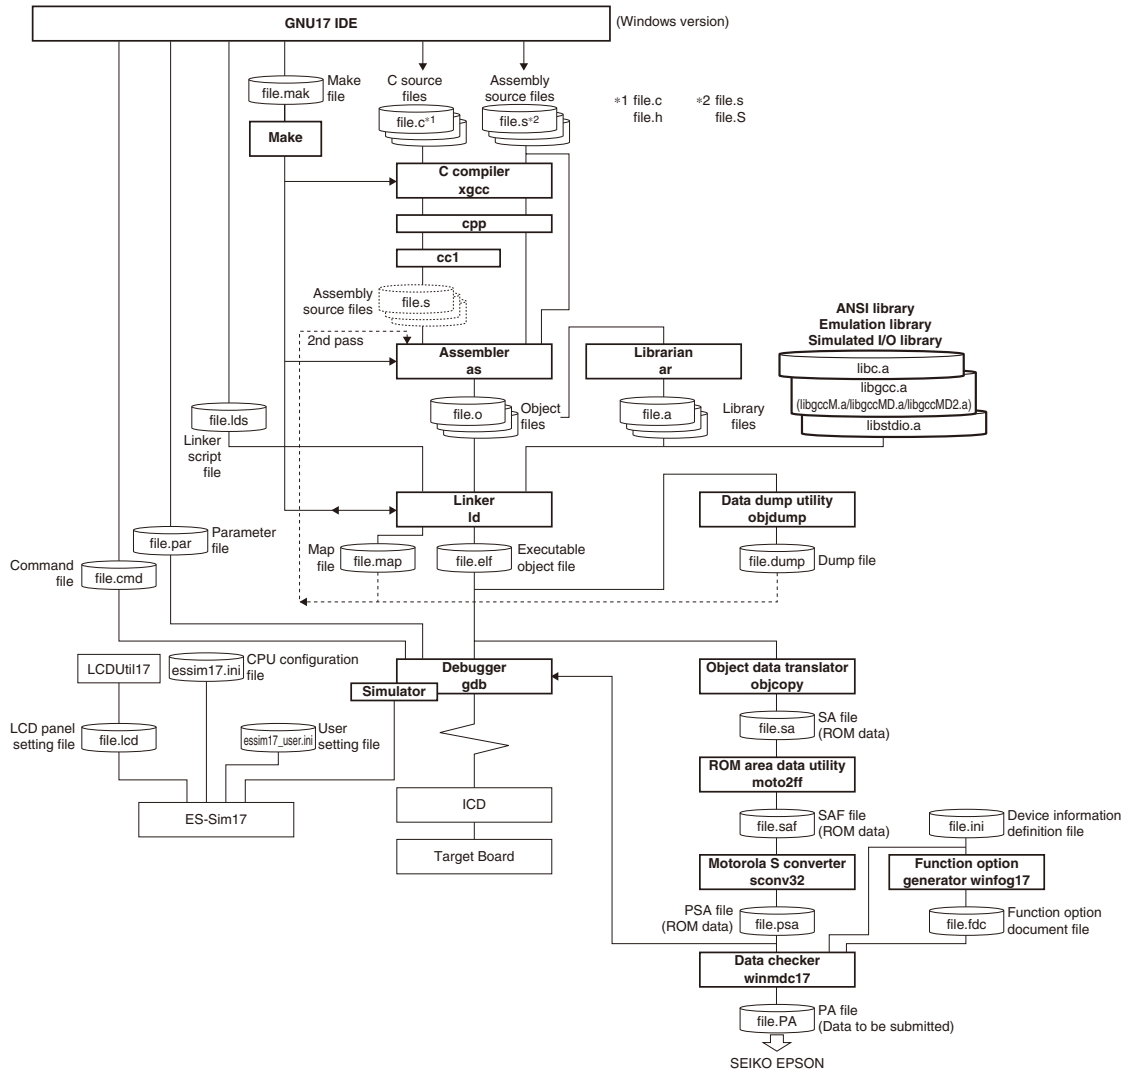 GNU17 IDE
(Windows version)
file.mak
Make
file
C source
files
Assembly
source files
file.c*1
file.s*2
*1 file.c
file.h
*2 file.s
file.S
Make
C compiler
xgcc
cpp
cc1
Assembly
source files
file.s
2nd pass
Assembler
as
Librarian
ar
ANSI library
Emulation library
Simulated I/O library
libc.a
libgcc.a
(libgccM.a/libgccMD.a/libgccMD2.a)
libstdio.a
file.lds
Linker
script
file
file.o
Object
files
file.a
Library
files
Linker
ld
Data dump utility
objdump
file.par
Parameter
file
Map
file
file.map
file.elf
Executable
object file
file.dump
Dump file
Command
file
file.cmd
LCDUtil17
essim17.ini
CPU configuration
file
Debugger
gdb
Simulator
Object data translator
objcopy
LCD panel
setting file
file.lcd
essim17_user.ini
User
setting file
file.sa
SA file
(ROM data)
ROM area data utility
moto2ff
ES-Sim17
ICD
Target Board
file.saf
SAF file
(ROM data)
file.ini
Device information
definition file
Motorola S converter
sconv32
Function option
generator winfog17
PSA file
(ROM data)
file.psa
file.fdc
Function option
document file
Data checker
winmdc17
file.PA
PA file
(Data to be submitted)
SEIKO EPSON